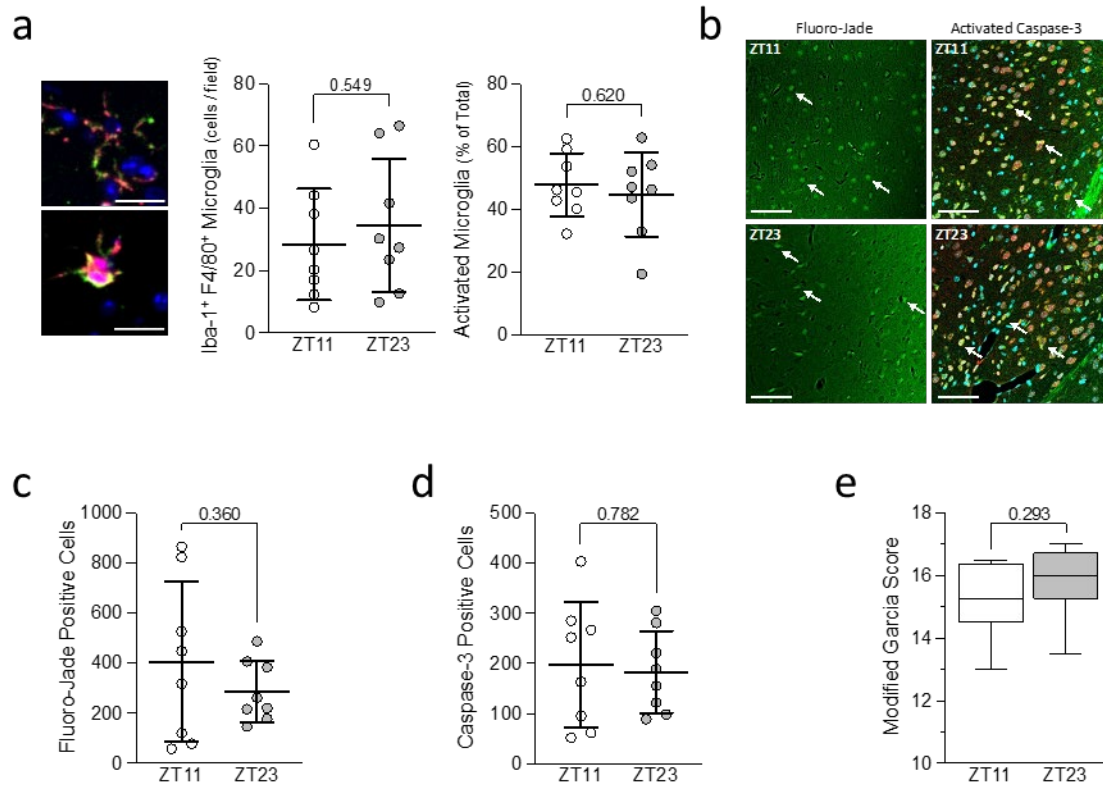 a
Iba-1⁺ F4/80⁺ Microglia (cells / field)
80
60
40
20
0
0.549
ZT11 ZT23
Activated Microglia (% of Total)
80
60
40
20
0
0.620
ZT11 ZT23
b
Fluoro-Jade Activated Caspase-3
ZT11 ZT11
ZT23 ZT23
c
Fluoro-Jade Positive Cells
1000
800
600
400
200
0
0.360
ZT11 ZT23
d
Caspase-3 Positive Cells
500
400
300
200
100
0
0.782
ZT11 ZT23
e
Modified Garcia Score
18
16
14
12
10
0.293
ZT11 ZT23